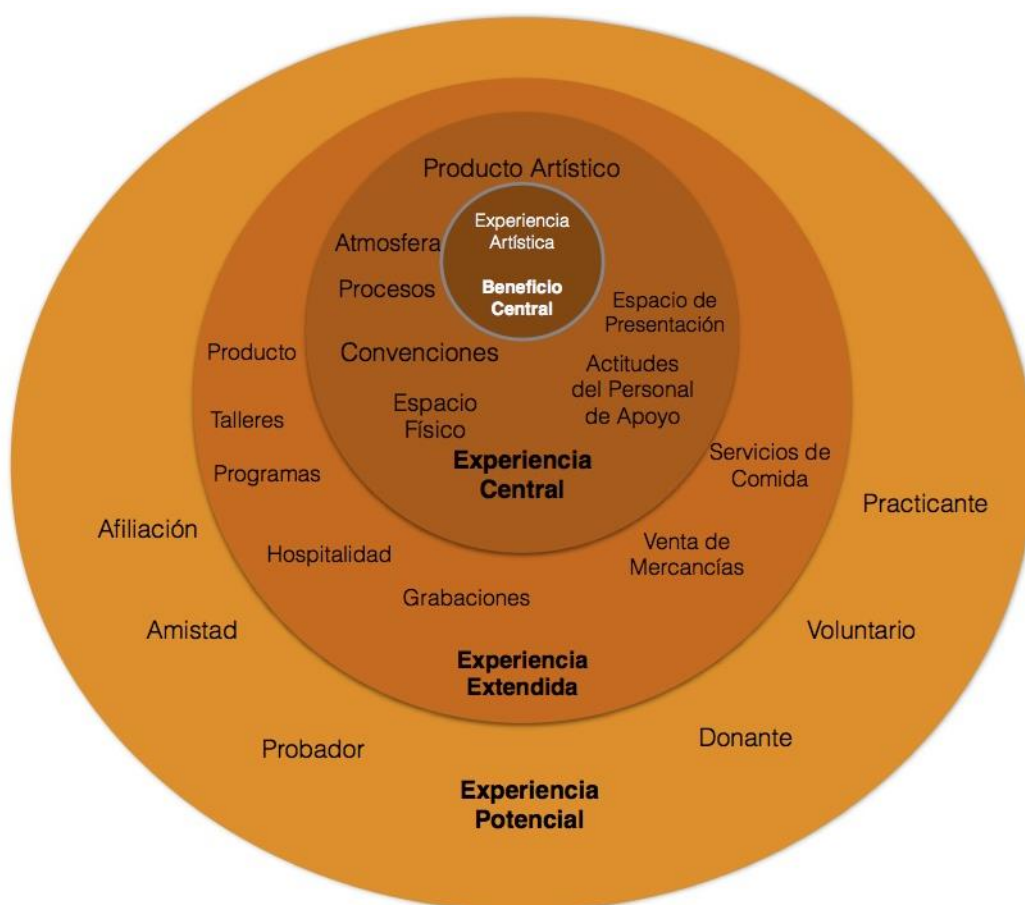 Producto Artístico
Experiencia
Artística
Beneficio
Central
Atmosfera
Procesos
Convenciones
Espacio
Físico
Espacio de
Presentación
Actitudes
del Personal
de Apoyo
Experiencia
Central
Producto
Talleres
Programas
Hospitalidad
Grabaciones
Servicios de
Comida
Venta de
Mercancías
Experiencia
Extendida
Afiliación
Amistad
Probador
Practicante
Voluntario
Donante
Experiencia
Potencial